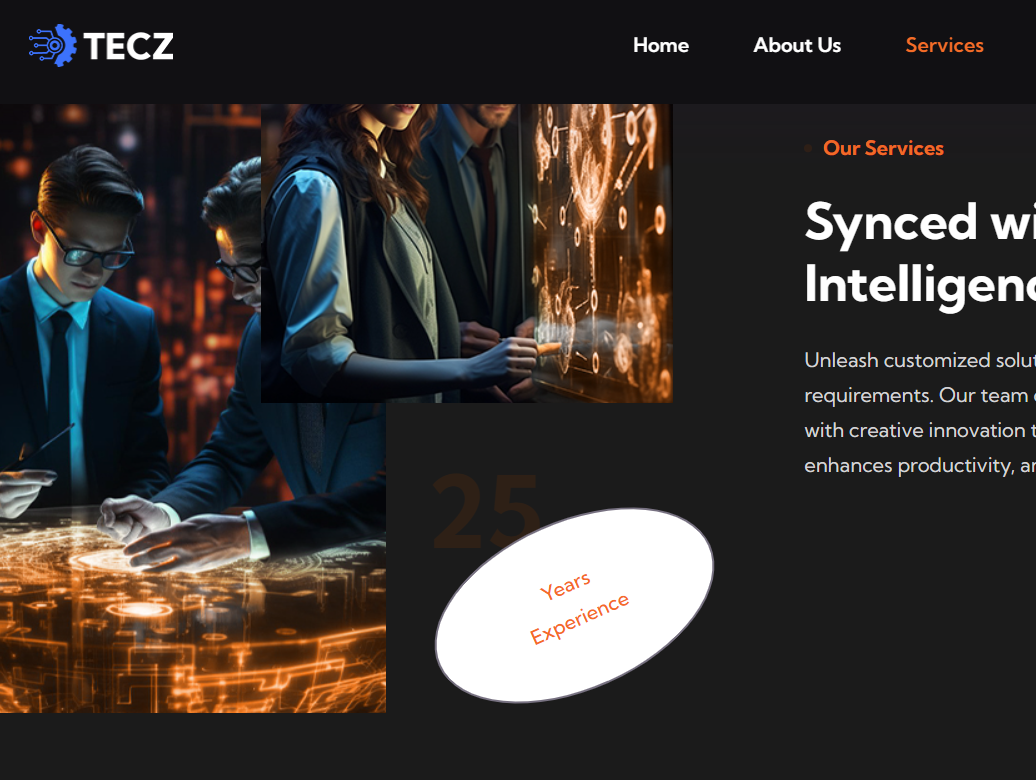 TECZ
Home About Us Services
Our Services
Synced wi
Intelligenc
Unleash customized solut
requirements. Our team
with creative innovation t
enhances productivity, an
25
Years
Experience